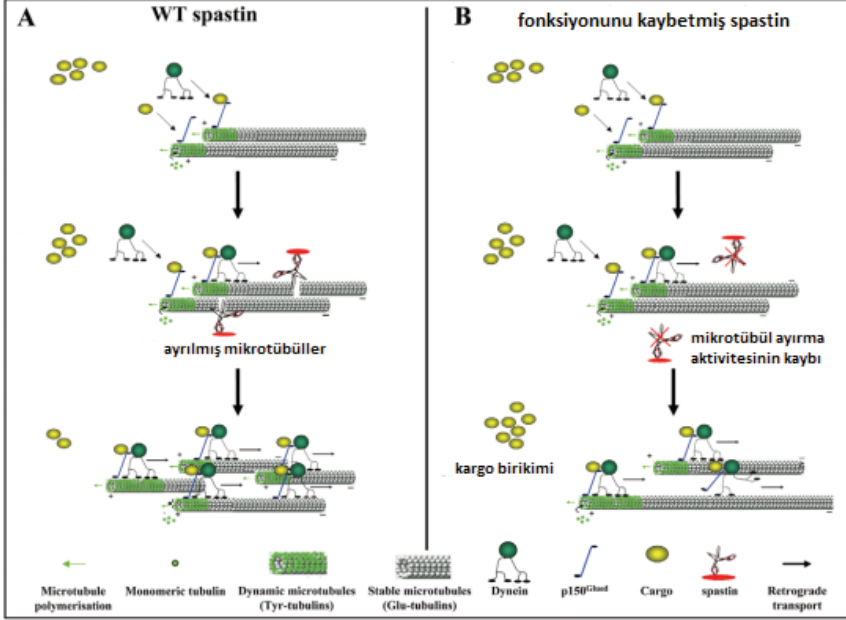 A
WT spastin
B
fonksiyonunu kaybetmiş spastin
ayrılmış mikrotübüller
mikrotübül ayırma
aktivitesinin kaybı
kargo birikimi
Microtubule
polymerisation
Monomeric tubulin
Dynamic microtubules
(Tyr-tubulins)
Stable microtubules
(Glu-tubulins)
Dynein
p150Glued
Cargo
spastin
Retrograde
transport